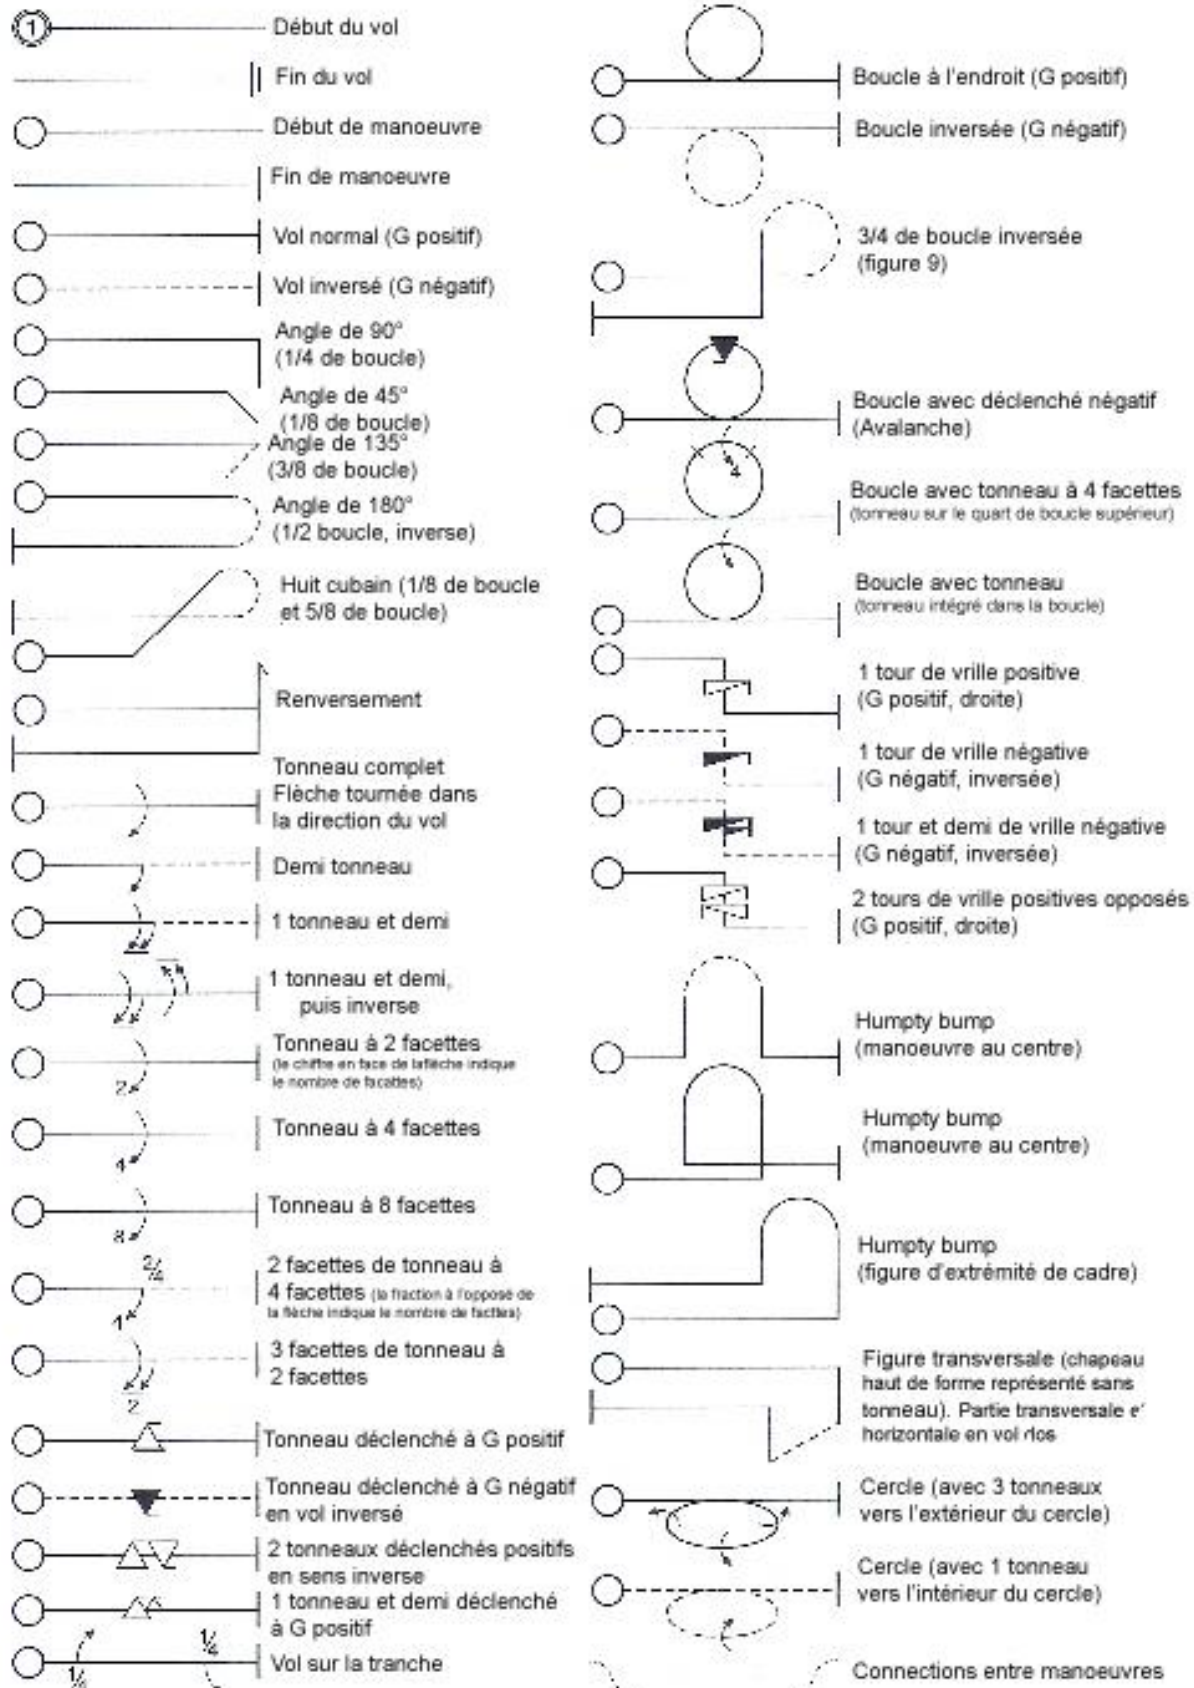 1
Début du vol
Fin du vol
Début de manoeuvre
Fin de manoeuvre
Vol normal (G positif)
Vol inversé (G négatif)
Angle de 90°
(1/4 de boucle)
Angle de 45°
(1/8 de boucle)
Angle de 135°
(3/8 de boucle)
Angle de 180°
(1/2 boucle, inverse)
Huit cubain (1/8 de boucle
et 5/8 de boucle)
Renversement
Tonneau complet
Flèche tournée dans
la direction du vol
Demi tonneau
1 tonneau et demi
1 tonneau et demi,
puis inverse
Tonneau à 2 facettes
(le chiffre en face de laflèche indique
le nombre de facattes)
2
Tonneau à 4 facettes
4
Tonneau à 8 facettes
8
2/4
2 facettes de tonneau à
4 facettes (la fraction à l'opposé de
la flèche indique le nombre de facttes)
4
3 facettes de tonneau à
2 facettes
2
Tonneau déclenché à G positif
Tonneau déclenché à G négatif
en vol inversé
2 tonneaux déclenchés positifs
en sens inverse
1 tonneau et demi déclenché
à G positif
1/4
1/4
Vol sur la tranche
Boucle à l'endroit (G positif)
Boucle inversée (G négatif)
3/4 de boucle inversée
(figure 9)
Boucle avec déclenché négatif
(Avalanche)
4
Boucle avec tonneau à 4 facettes
(tonneau sur le quart de boucle supérieur)
Boucle avec tonneau
(tonneau intégré dans la boucle)
1 tour de vrille positive
(G positif, droite)
1 tour de vrille négative
(G négatif, inversée)
1 tour et demi de vrille négative
(G négatif, inversée)
2 tours de vrille positives opposés
(G positif, droite)
Humpty bump
(manoeuvre au centre)
Humpty bump
(manoeuvre au centre)
Humpty bump
(figure d'extrémité de cadre)
Figure transversale (chapeau
haut de forme représenté sans
tonneau). Partie transversale
horizontale en vol dos
Cercle (avec 3 tonneaux
vers l'extérieur du cercle)
Cercle (avec 1 tonneau
vers l'intérieur du cercle)
Connections entre manoeuvres